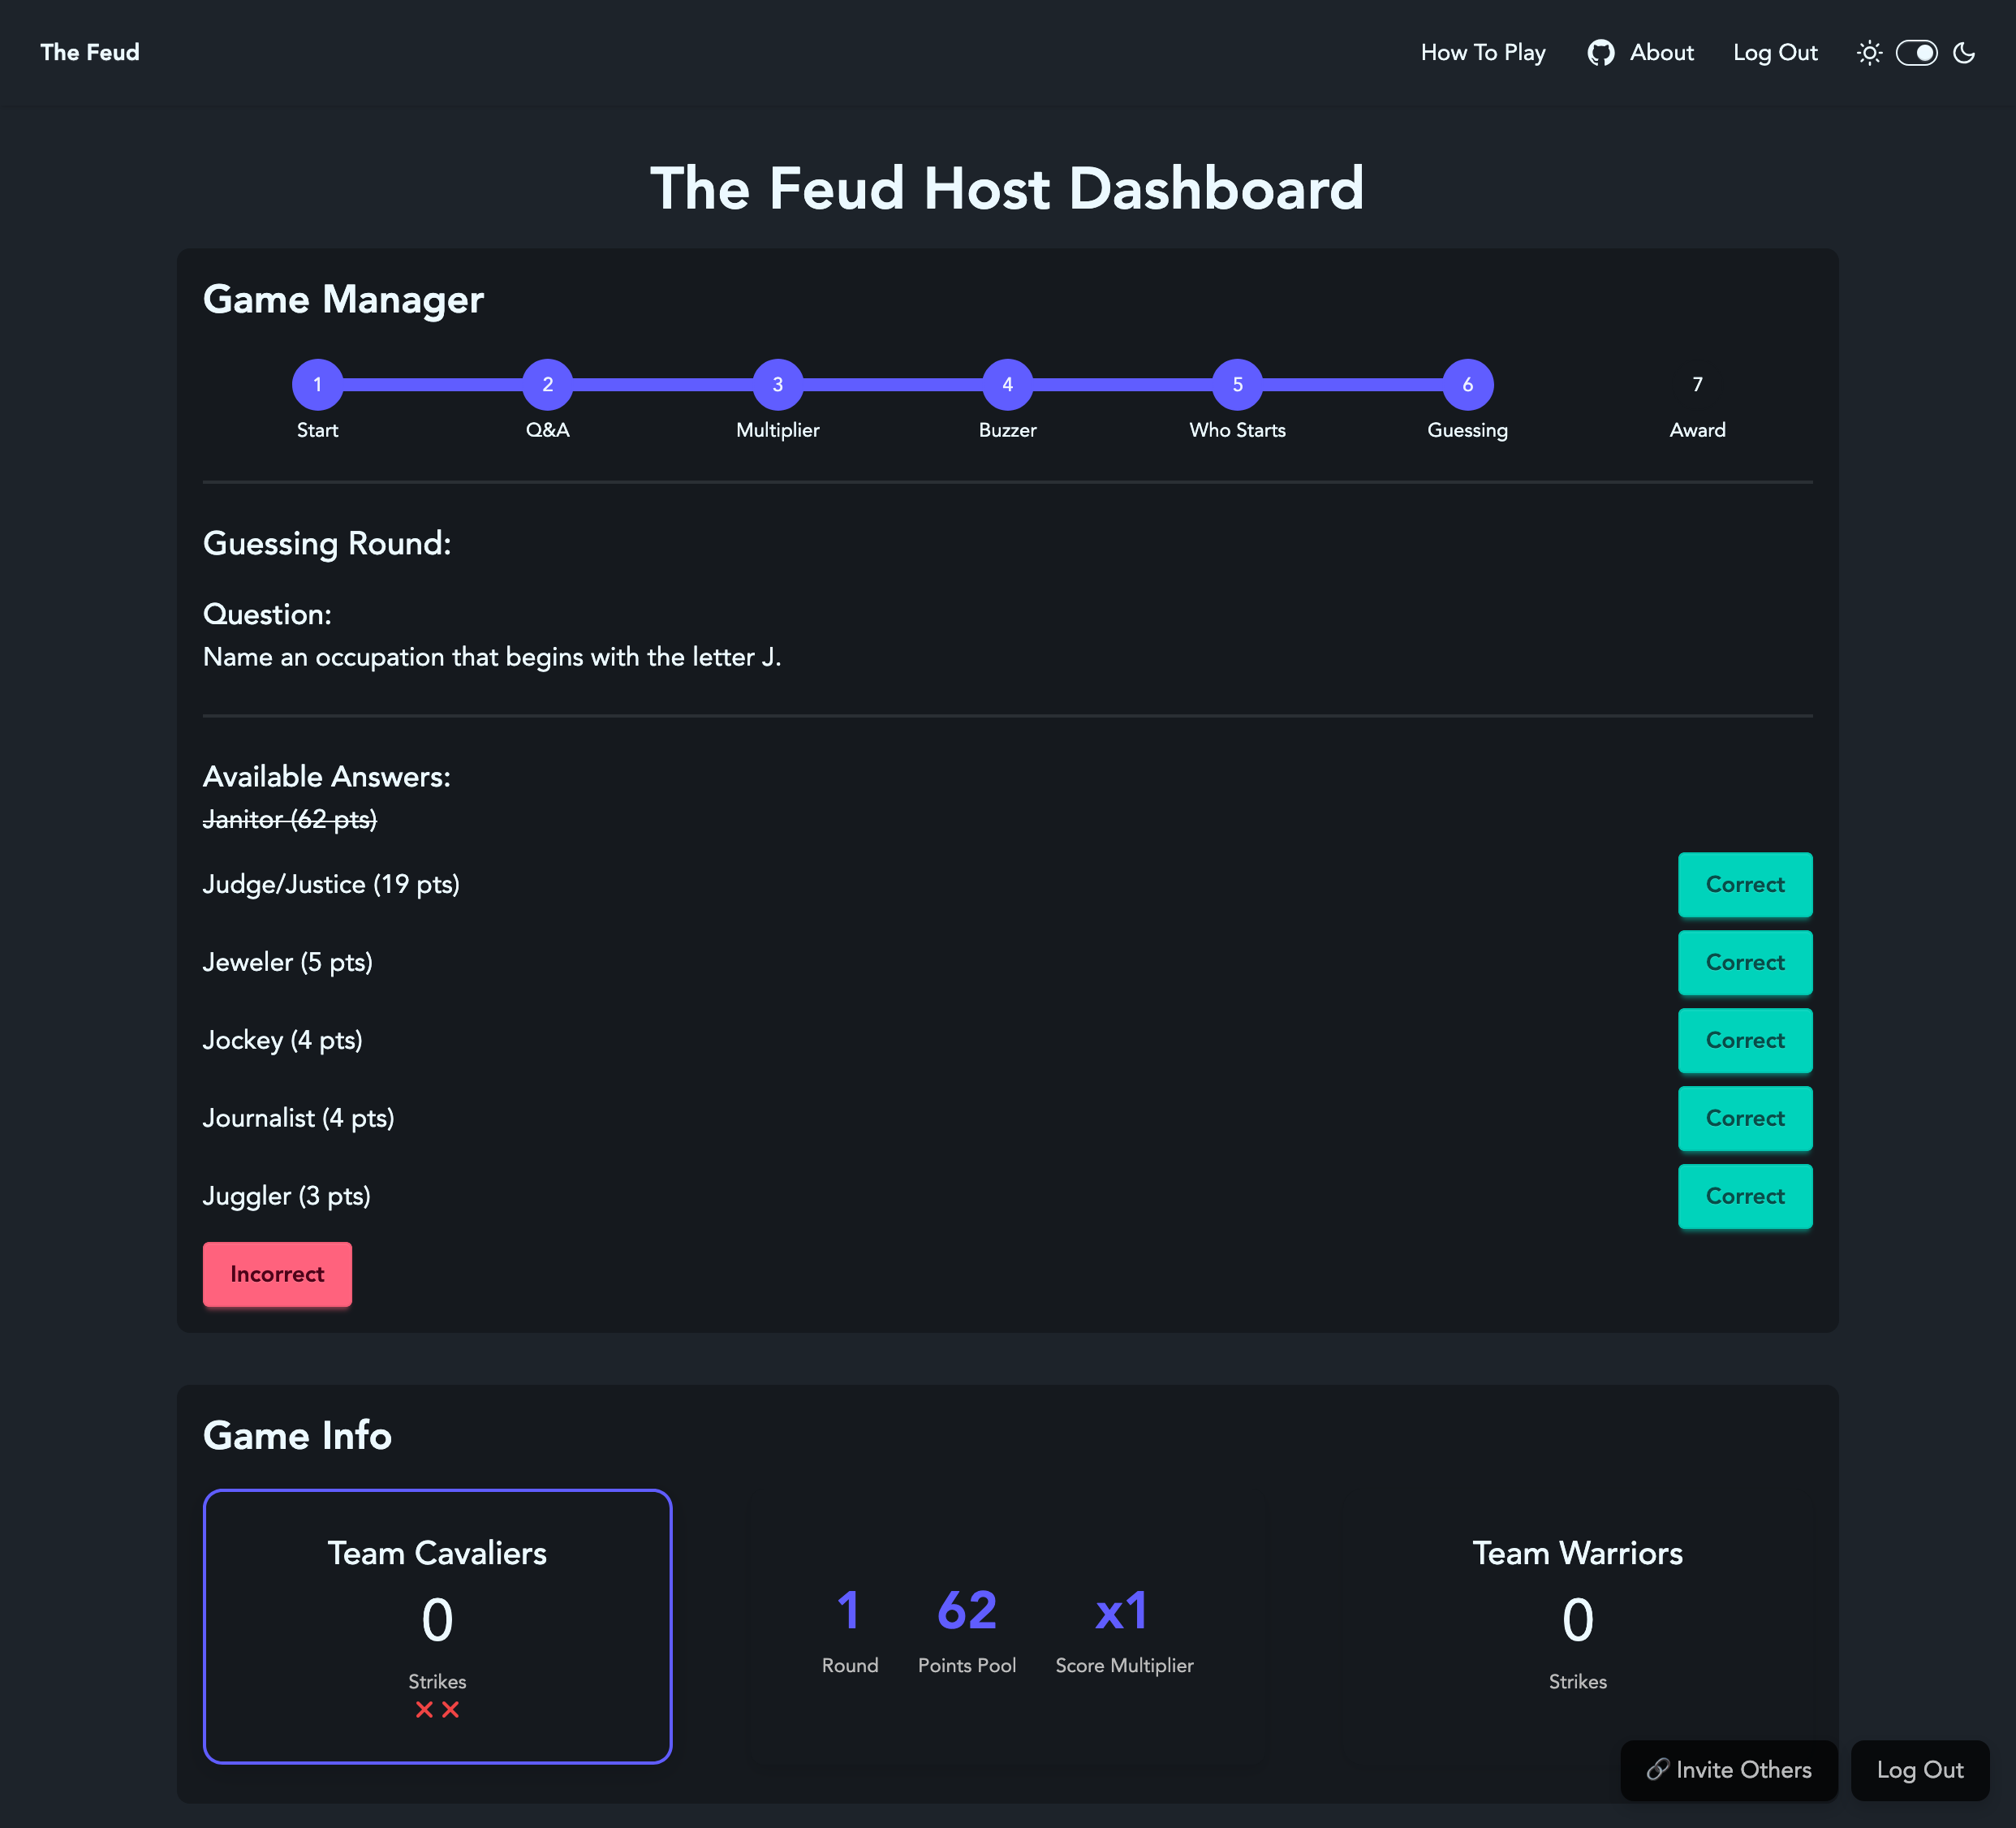 The Feud
How To Play
About
Log Out
The Feud Host Dashboard
Game Manager
1
2
3
4
5
6
7
Start
Q&A
Multiplier
Buzzer
Who Starts
Guessing
Award
Guessing Round:
Question:
Name an occupation that begins with the letter J.
Available Answers:
Janitor (62 pts)
Judge/Justice (19 pts)
Correct
Jeweler (5 pts)
Correct
Jockey (4 pts)
Correct
Journalist (4 pts)
Correct
Juggler (3 pts)
Correct
Incorrect
Game Info
Team Cavaliers
0
Strikes
1
Round
62
Points Pool
x1
Score Multiplier
Team Warriors
0
Strikes
Invite Others
Log Out